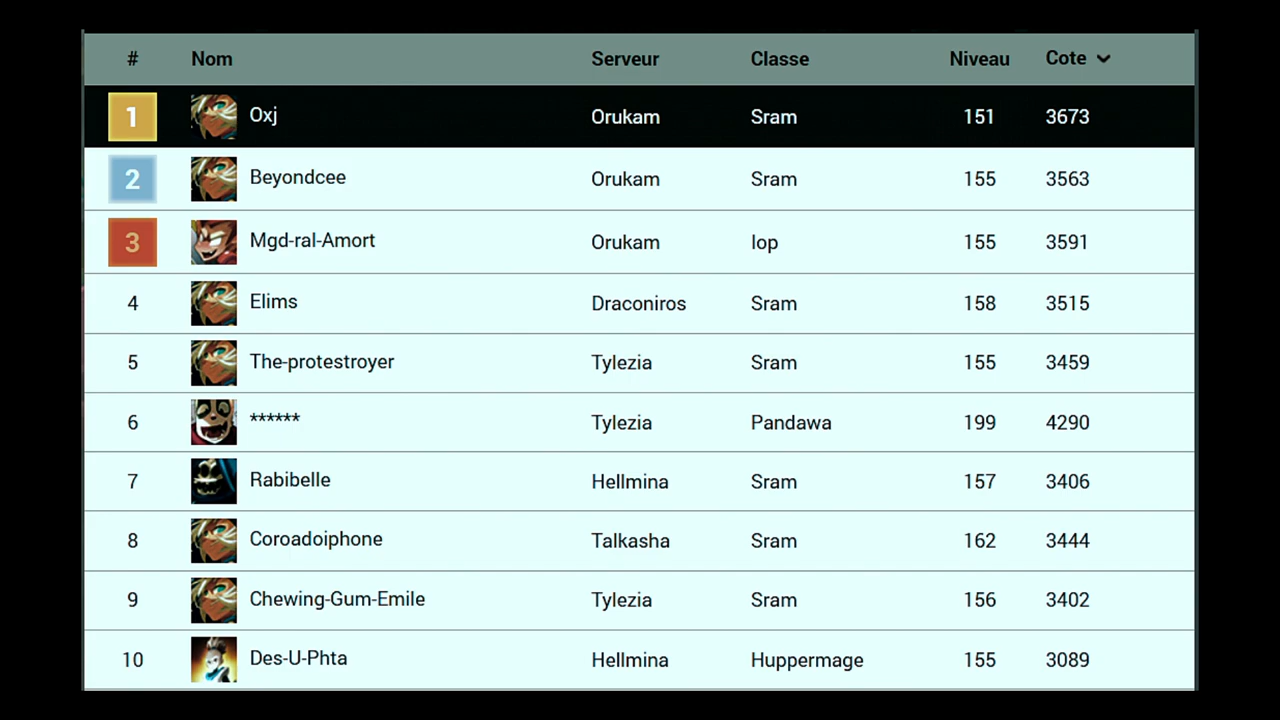 # Nom Serveur Classe Niveau Cote
1 Oxj Orukam Sram 151 3673
2 Beyondcee Orukam Sram 155 3563
3 Mgd-ral-Amort Orukam Iop 155 3591
4 Elims Draconiros Sram 158 3515
5 The-protestroyer Tylezia Sram 155 3459
6 ****** Tylezia Pandawa 199 4290
7 Rabibelle Hellmina Sram 157 3406
8 Coroadoiphone Talkasha Sram 162 3444
9 Chewing-Gum-Emile Tylezia Sram 156 3402
10 Des-U-Phta Hellmina Huppermage 155 3089